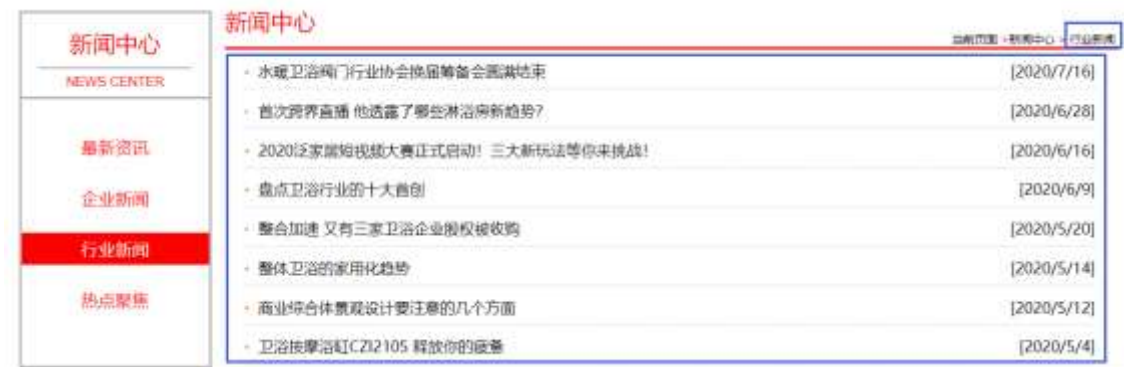 新闻中心
NEWS CENTER
最新资讯
企业新闻
行业新闻
热点聚焦
新闻中心
当前页面 > 新闻中心 > 行业新闻
水暖卫浴阀门行业协会换届筹备会圆满结束 [2020/7/16]
首次跨界直播 他透露了哪些淋浴房新趋势? [2020/6/28]
2020泛家居短视频大赛正式启动! 三大新玩法等你来挑战! [2020/6/16]
盘点卫浴行业的十大首创 [2020/6/9]
整合加速 又有三家卫浴企业股权被收购 [2020/5/20]
整体卫浴的家用化趋势 [2020/5/14]
商业综合体景观设计要注意的几个方面 [2020/5/12]
卫浴按摩浴缸CZI2105 释放你的疲惫 [2020/5/4]